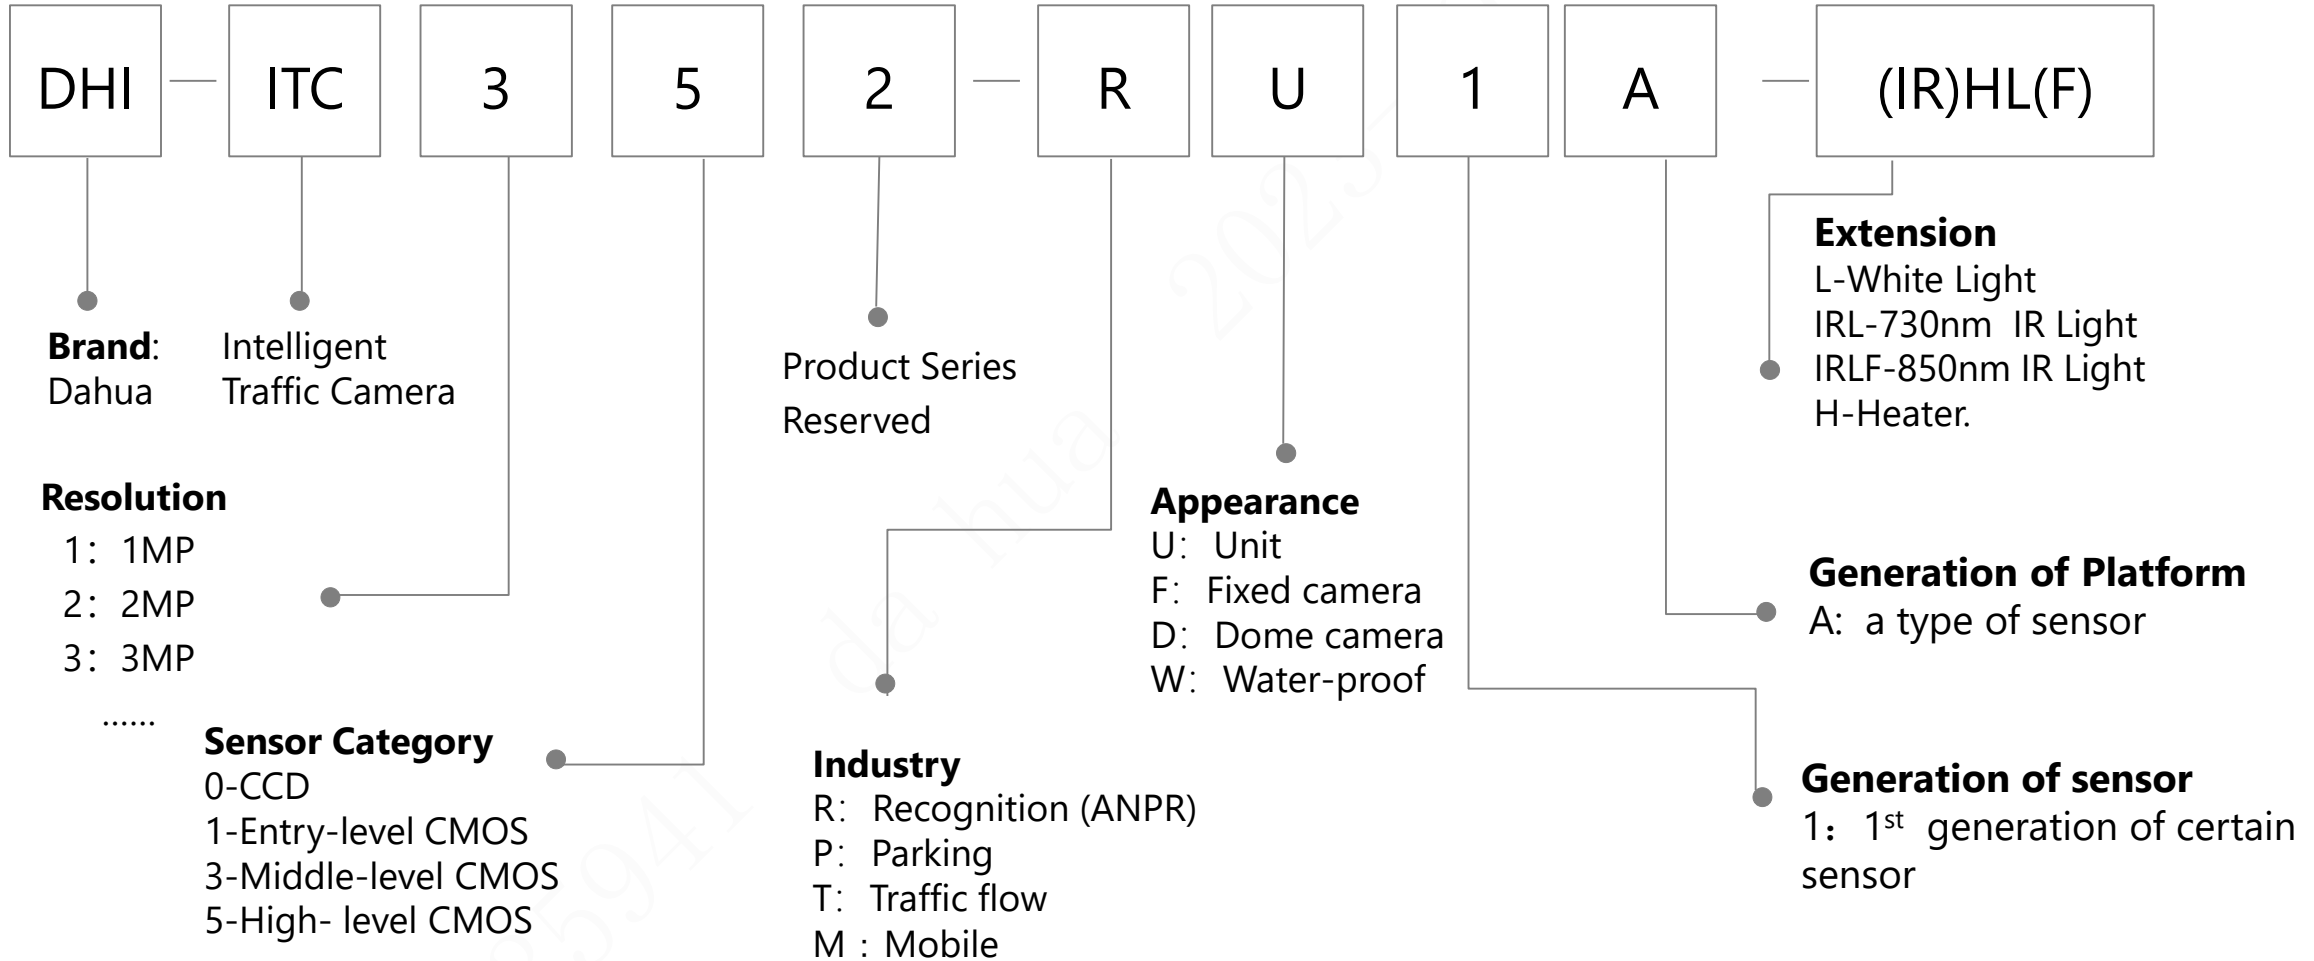 DHI — ITC 3 5 2 — R U 1 A — (IR)HL(F)
Brand:
Dahua
Intelligent
Traffic Camera
Resolution
1： 1MP
2： 2MP
3： 3MP
......
Sensor Category
0-CCD
1-Entry-level CMOS
3-Middle-level CMOS
5-High- level CMOS
Product Series
Reserved
Industry
R： Recognition (ANPR)
P： Parking
T： Traffic flow
M : Mobile
Appearance
U： Unit
F： Fixed camera
D： Dome camera
W： Water-proof
Extension
L-White Light
IRL-730nm IR Light
IRLF-850nm IR Light
H-Heater.
Generation of Platform
A: a type of sensor
Generation of sensor
1： 1st generation of certain
sensor
da hua